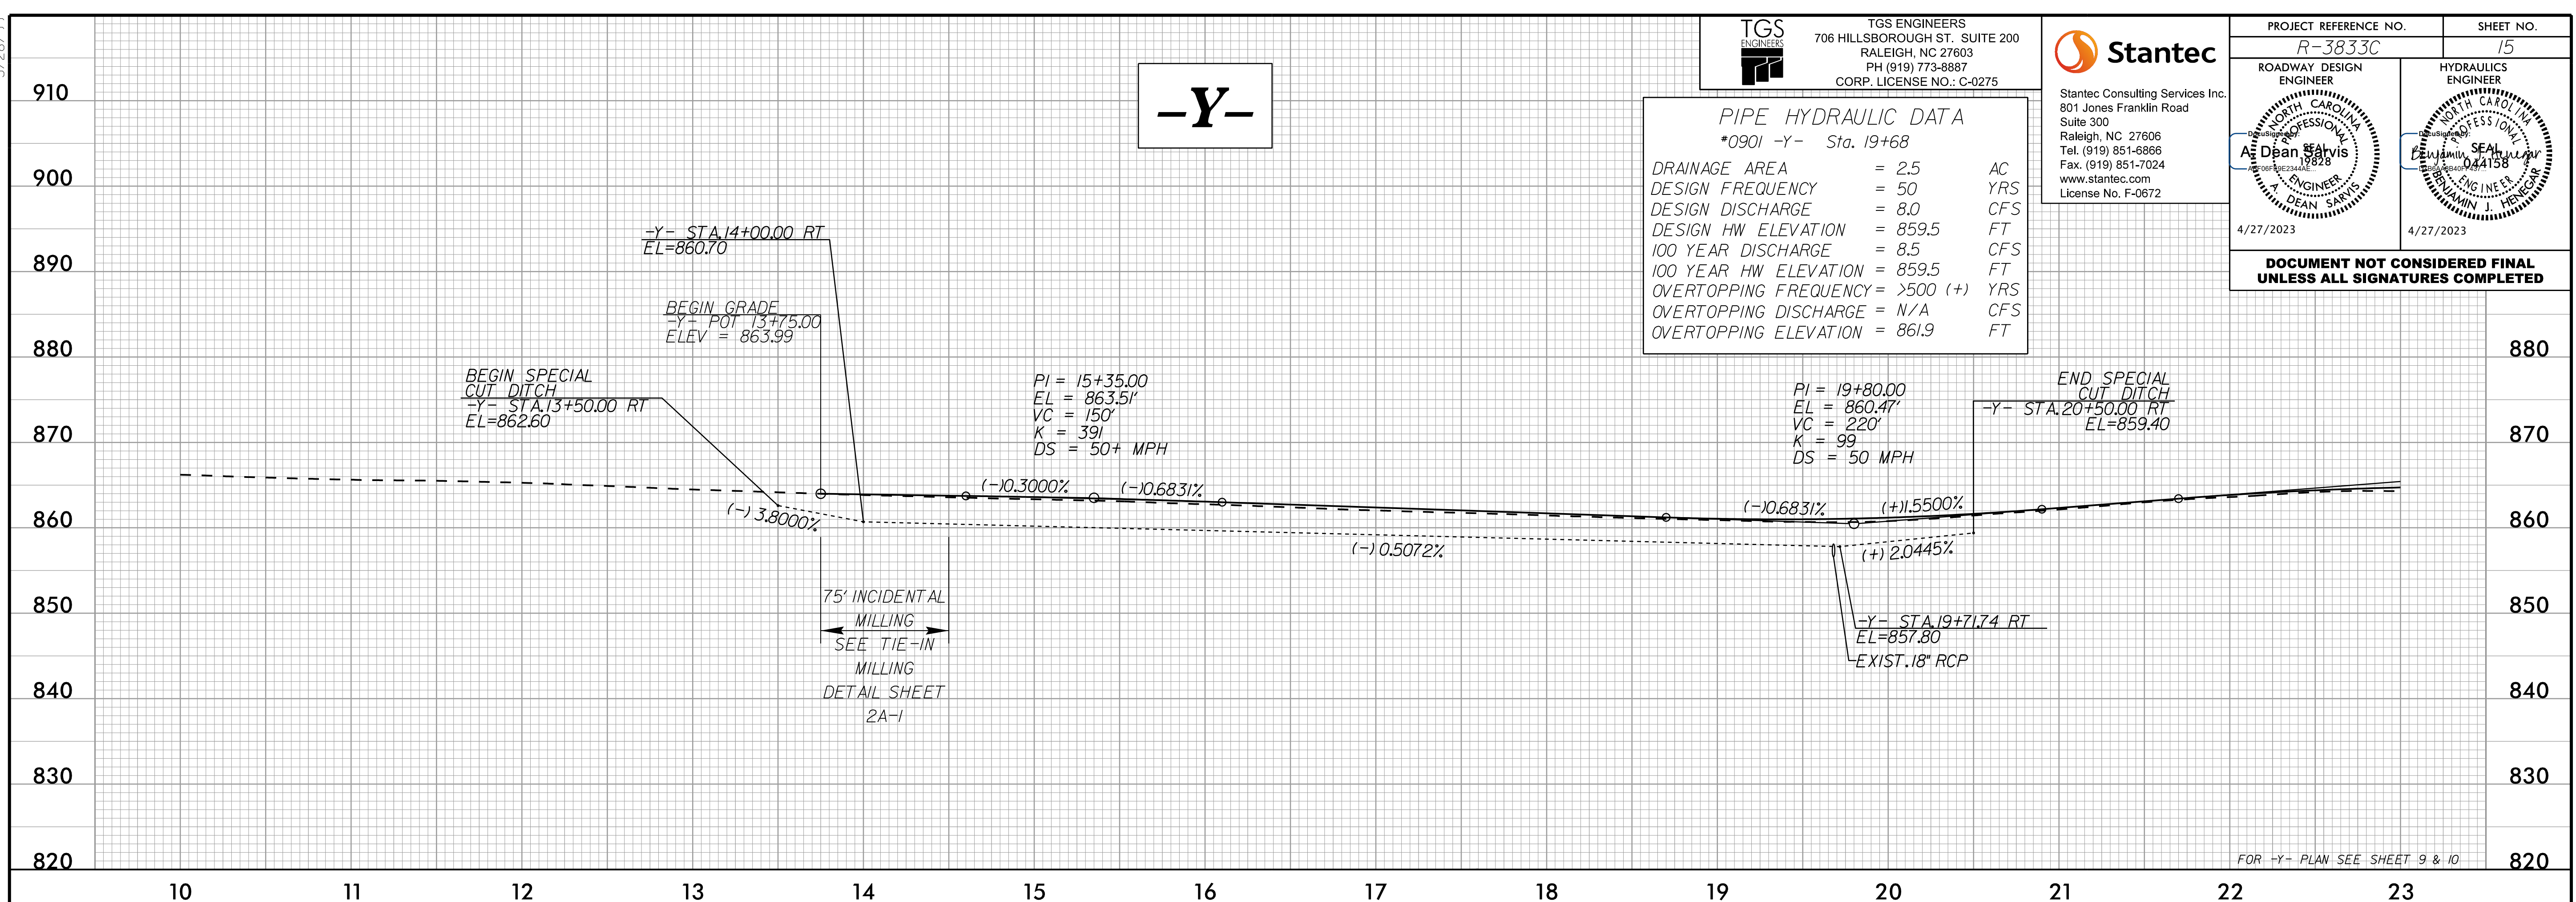 TGS
ENGINEERS
TGS ENGINEERS
706 HILLSBOROUGH ST. SUITE 200
RALEIGH, NC 27603
PH (919) 773-8887
CORP. LICENSE NO.: C-0275
Stantec
Stantec Consulting Services Inc.
801 Jones Franklin Road
Suite 300
Raleigh, NC 27606
Tel. (919) 851-6866
Fax. (919) 851-7024
www.stantec.com
License No. F-0672
PROJECT REFERENCE NO.
SHEET NO.
R-3833C
15
ROADWAY DESIGN
ENGINEER
NORTH CAROLINA
PROFESSIONAL
SEAL
19828
ENGINEER
A. DEAN SARVIS
DocuSigned by:
A. Dean Sarvis
4/27/2023
HYDRAULICS
ENGINEER
NORTH CAROLINA
PROFESSIONAL
SEAL
044158
ENGINEER
BENJAMIN J. HENEGAR
DocuSigned by:
Benjamin J. Henegar
4/27/2023
DOCUMENT NOT CONSIDERED FINAL
UNLESS ALL SIGNATURES COMPLETED
-Y-
PIPE HYDRAULIC DATA
#0901 -Y- Sta. 19+68
DRAINAGE AREA = 2.5 AC
DESIGN FREQUENCY = 50 YRS
DESIGN DISCHARGE = 8.0 CFS
DESIGN HW ELEVATION = 859.5 FT
100 YEAR DISCHARGE = 8.5 CFS
100 YEAR HW ELEVATION = 859.5 FT
OVERTOPPING FREQUENCY = >500 (+) YRS
OVERTOPPING DISCHARGE = N/A CFS
OVERTOPPING ELEVATION = 861.9 FT
910
900
890
880
870
860
850
840
830
820
-Y- STA.14+00.00 RT
EL=860.70
BEGIN GRADE
-Y- POT 13+75.00
ELEV = 863.99
BEGIN SPECIAL
CUT DITCH
-Y- STA.13+50.00 RT
EL=862.60
PI = 15+35.00
EL = 863.51'
VC = 150'
K = 391
DS = 50+ MPH
PI = 19+80.00
EL = 860.47'
VC = 220'
K = 99
DS = 50 MPH
END SPECIAL
CUT DITCH
-Y- STA.20+50.00 RT
EL=859.40
(-)3.8000%
(-)0.3000%
(-)0.6831%
(-)0.5072%
(-)0.6831%
(+)1.5500%
(+)2.0445%
75' INCIDENTAL
MILLING
SEE TIE-IN
MILLING
DETAIL SHEET
2A-1
-Y- STA.19+71.74 RT
EL=857.80
EXIST.18" RCP
880
870
860
850
840
830
820
FOR -Y- PLAN SEE SHEET 9 & 10
10 11 12 13 14 15 16 17 18 19 20 21 22 23